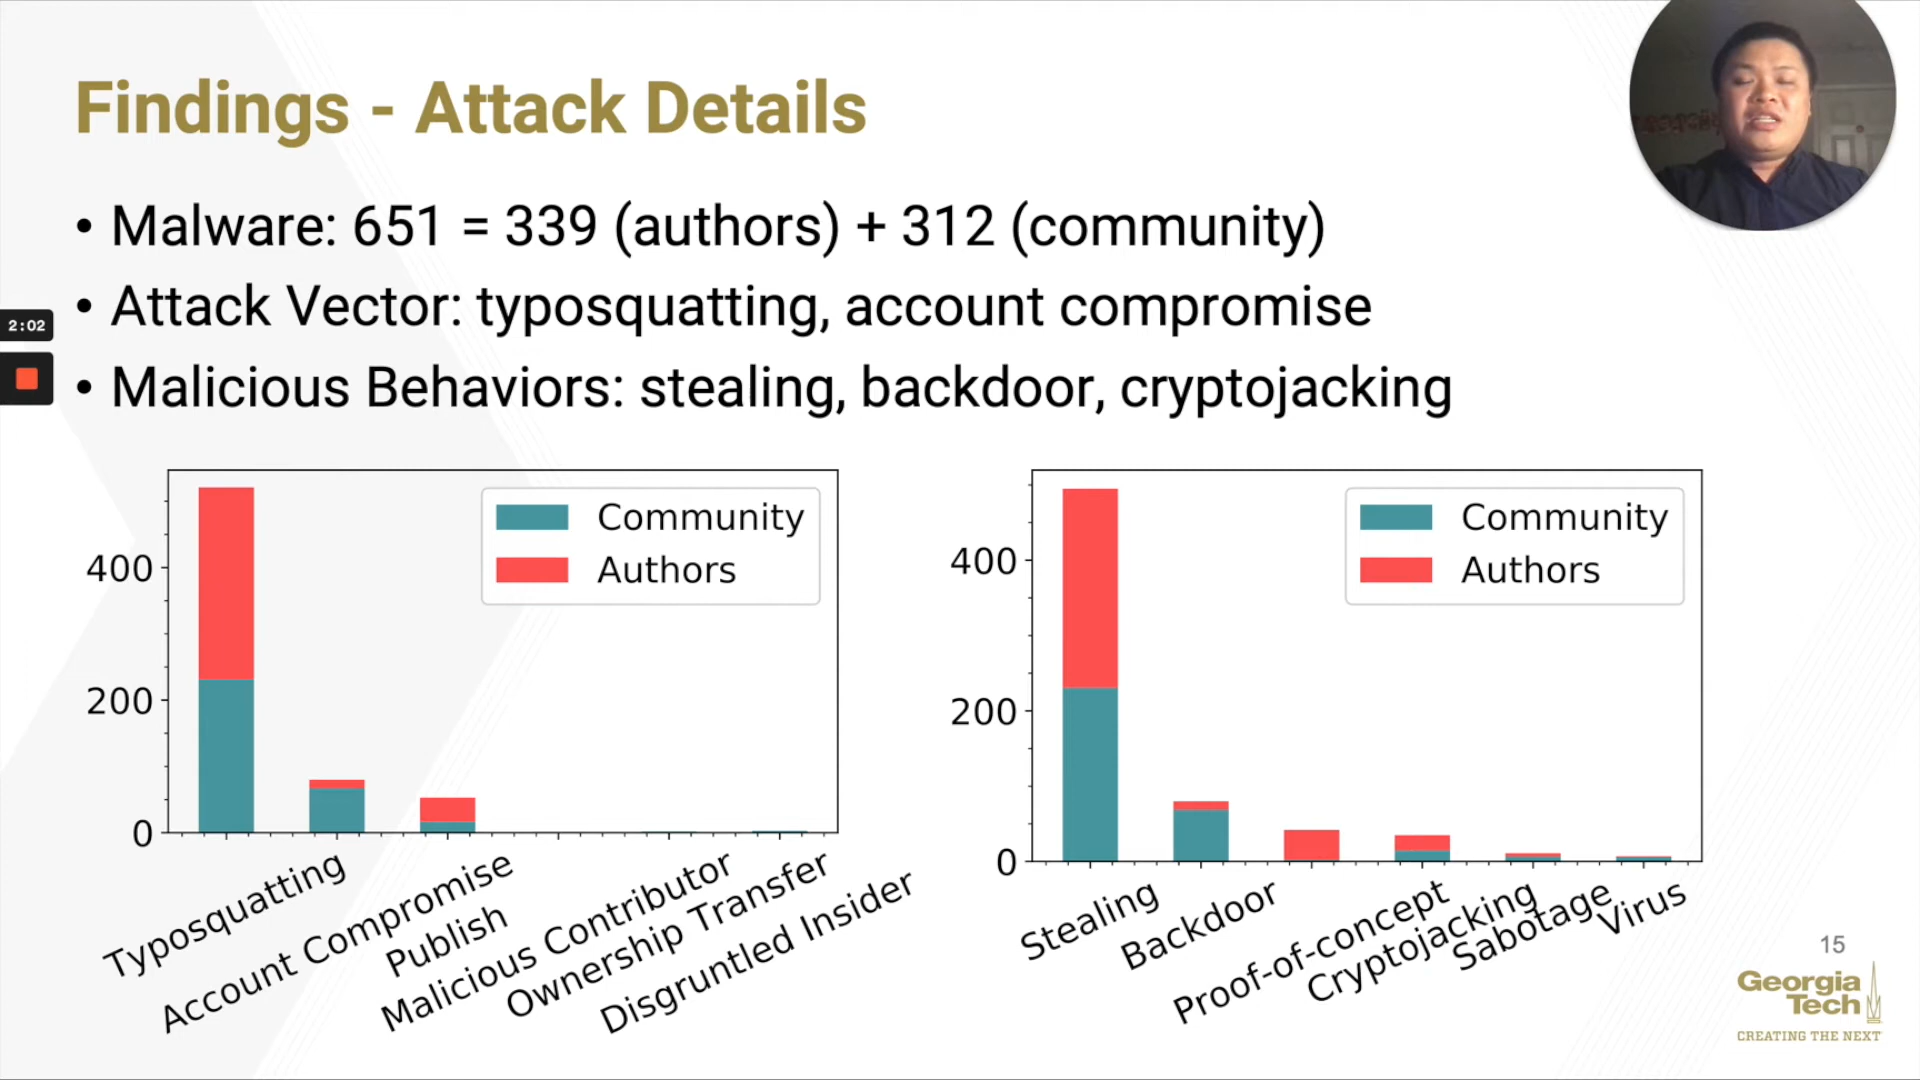 Findings - Attack Details
• Malware: 651 = 339 (authors) + 312 (community)
• Attack Vector: typosquatting, account compromise
2:02
• Malicious Behaviors: stealing, backdoor, cryptojacking
Community
Authors
400
200
0
Typosquatting
Account Compromise
Publish
Malicious Contributor
Ownership Transfer
Disgruntled Insider
Community
Authors
400
200
0
Stealing
Backdoor
Proof-of-concept
Cryptojacking
Sabotage
Virus
15
Georgia
Tech
CREATING THE NEXT